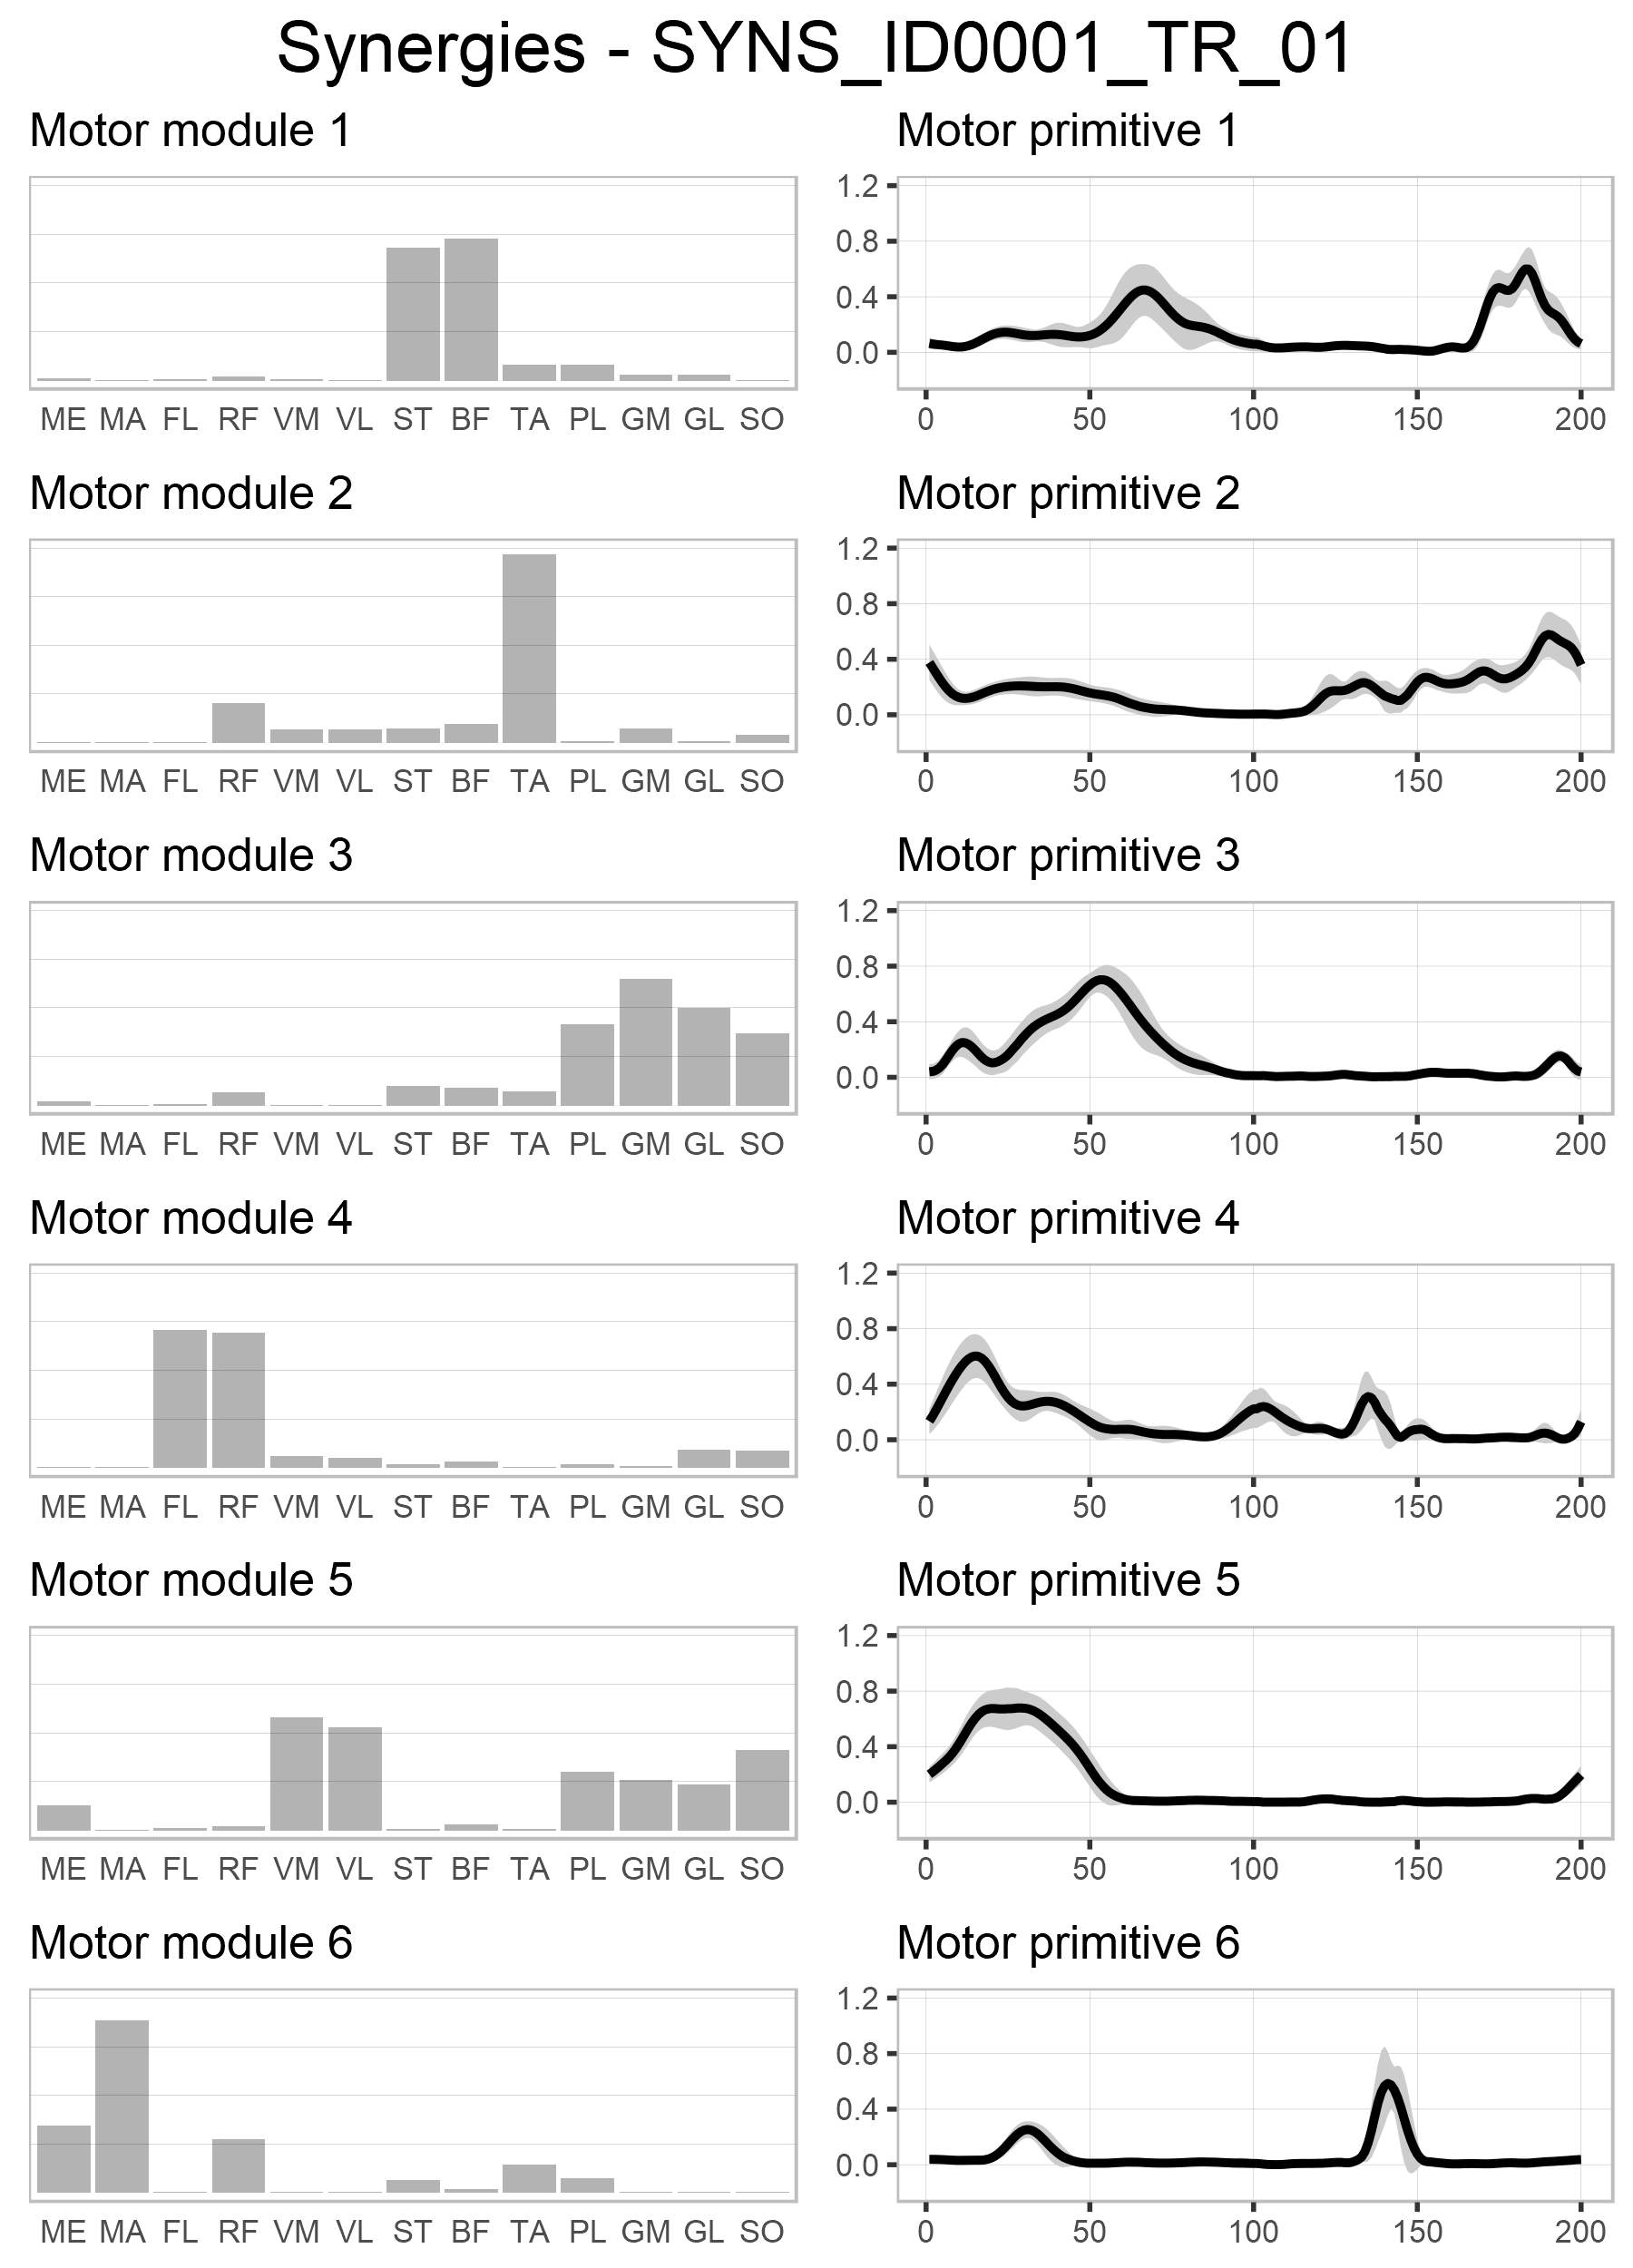 Synergies - SYNS_ID0001_TR_01
Motor module 1
Motor primitive 1
1.2
0.8
0.4
0.0
ME MA FL RF VM VL ST BF TA PL GM GL SO
0 50 100 150 200
Motor module 2
Motor primitive 2
1.2
0.8
0.4
0.0
ME MA FL RF VM VL ST BF TA PL GM GL SO
0 50 100 150 200
Motor module 3
Motor primitive 3
1.2
0.8
0.4
0.0
ME MA FL RF VM VL ST BF TA PL GM GL SO
0 50 100 150 200
Motor module 4
Motor primitive 4
1.2
0.8
0.4
0.0
ME MA FL RF VM VL ST BF TA PL GM GL SO
0 50 100 150 200
Motor module 5
Motor primitive 5
1.2
0.8
0.4
0.0
ME MA FL RF VM VL ST BF TA PL GM GL SO
0 50 100 150 200
Motor module 6
Motor primitive 6
1.2
0.8
0.4
0.0
ME MA FL RF VM VL ST BF TA PL GM GL SO
0 50 100 150 200